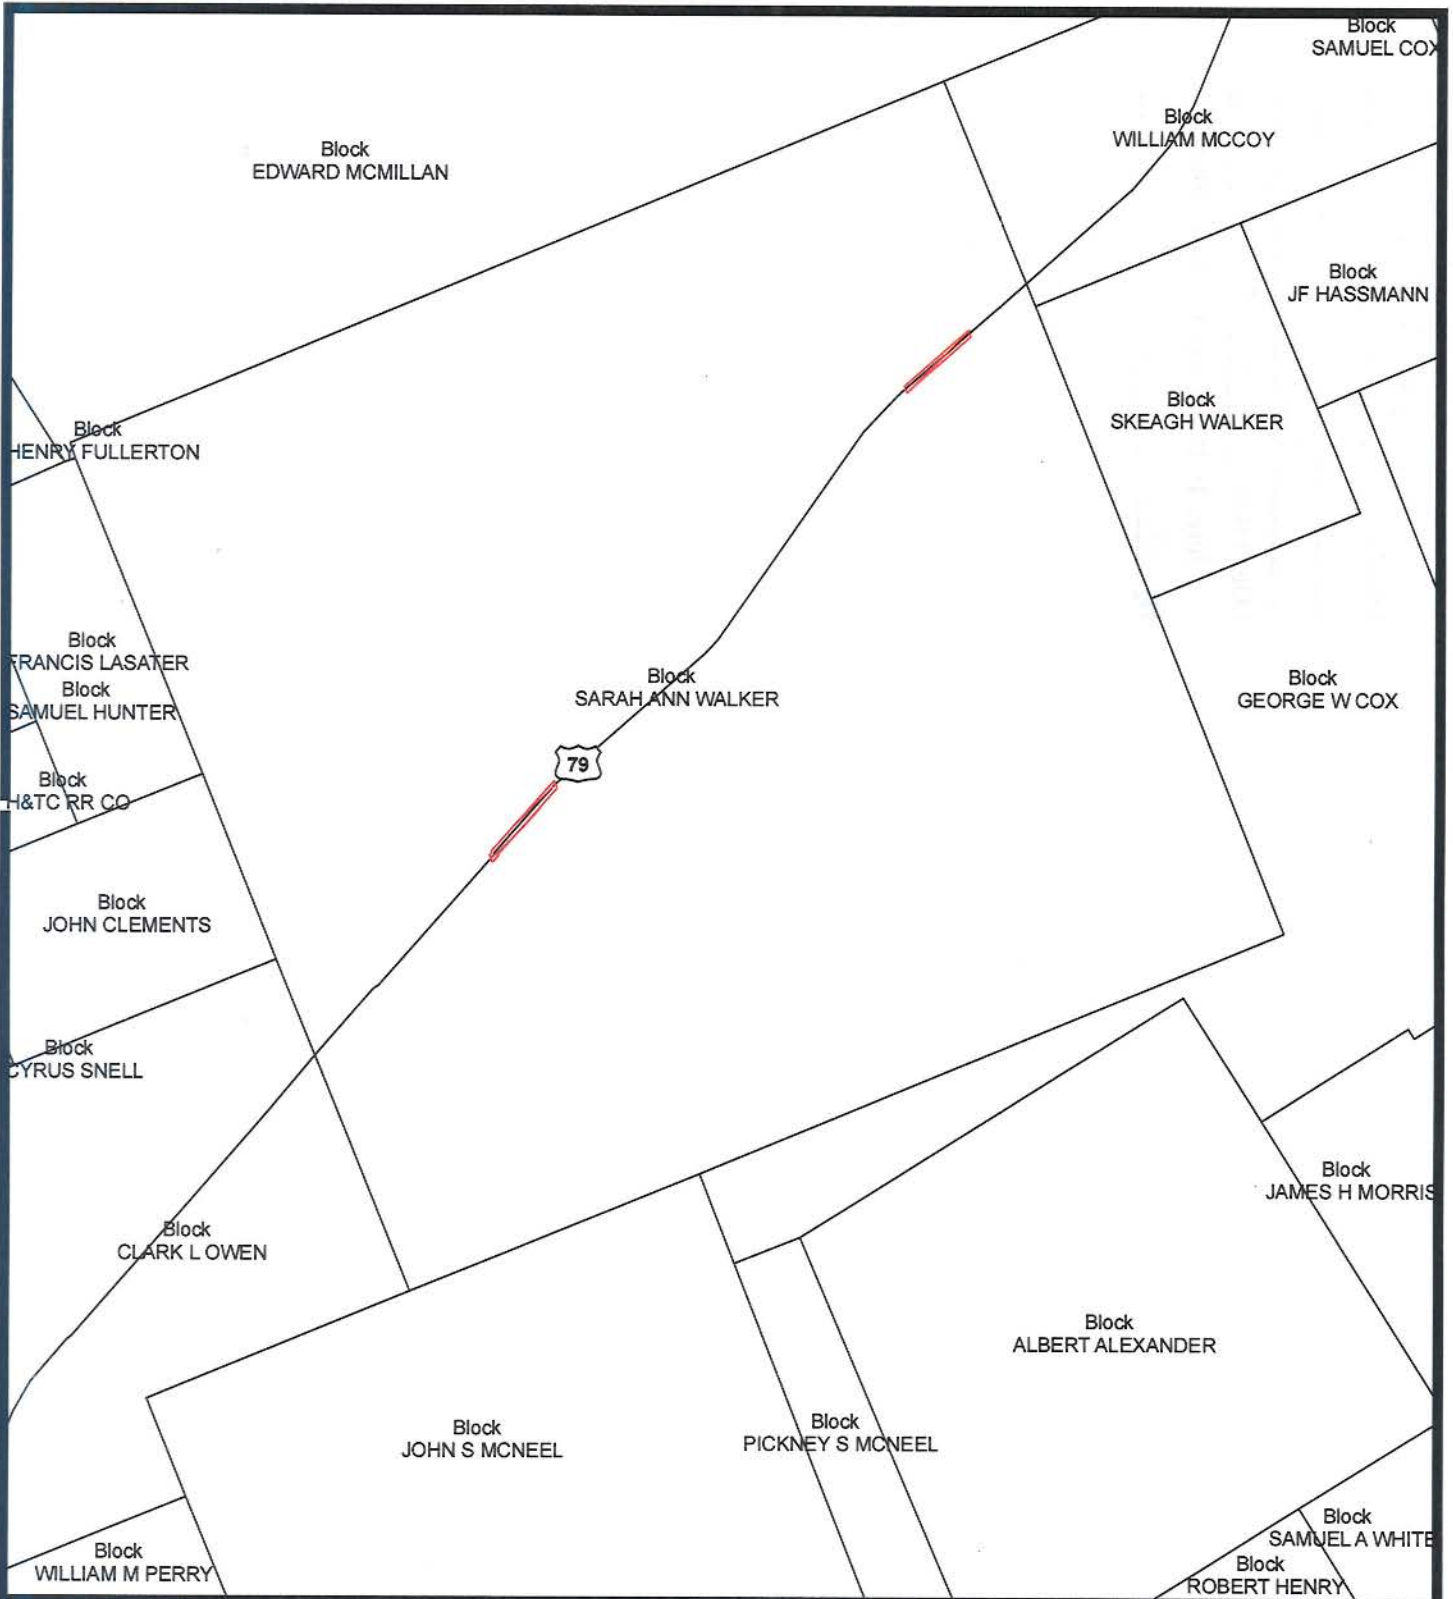 Block
SAMUEL COX
Block
WILLIAM MCCOY
Block
EDWARD MCMILLAN
Block
JF HASSMANN
Block
SKEAGH WALKER
Block
HENRY FULLERTON
Block
FRANCIS LASATER
Block
SAMUEL HUNTER
Block
SARAH ANN WALKER
Block
GEORGE W COX
79
Block
H&TC RR CO
Block
JOHN CLEMENTS
Block
CYRUS SNELL
Block
JAMES H MORRIS
Block
CLARK L OWEN
Block
ALBERT ALEXANDER
Block
JOHN S MCNEEL
Block
PICKNEY S MCNEEL
Block
SAMUEL A WHITE
Block
WILLIAM M PERRY
Block
ROBERT HENRY